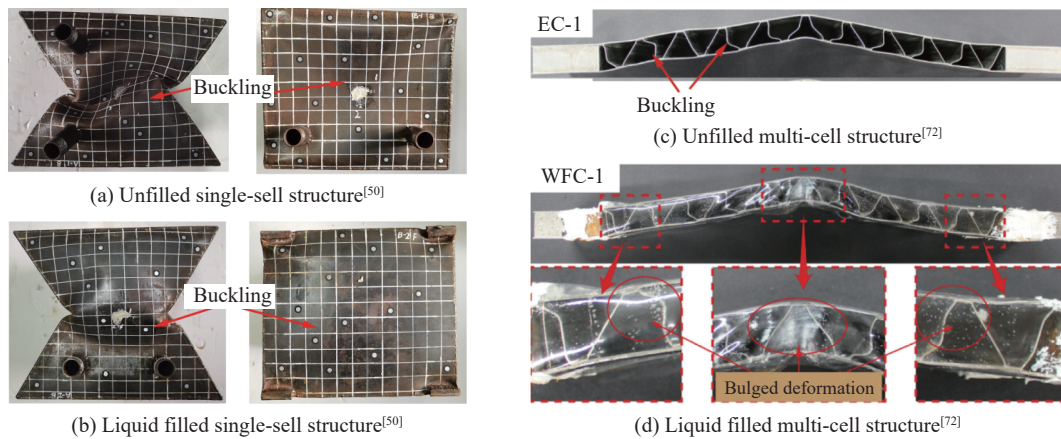 Buckling
(a) Unfilled single-sell structure[50]
Buckling
(b) Liquid filled single-sell structure[50]
EC-1
Buckling
(c) Unfilled multi-cell structure[72]
WFC-1
Bulged deformation
(d) Liquid filled multi-cell structure[72]